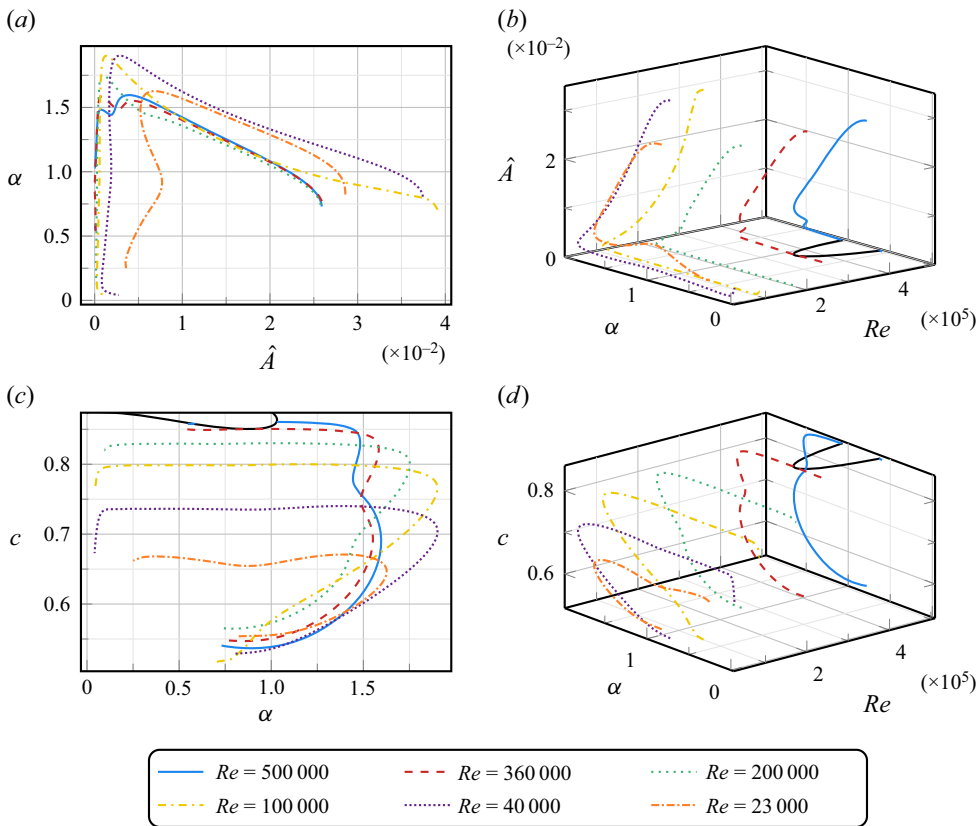 (a)
1.5
α 1.0
0.5
0
0 1 2 3 4
Â (×10–2)
(b)
(×10–2)
Â
2
0
1
0
2
4
(×105)
α
Re
(c)
0.8
c 0.7
0.6
0 0.5 1.0 1.5
α
(d)
0.8
c
0.6
1
0
2
4
(×105)
α
Re
Re = 500 000 Re = 360 000 Re = 200 000
Re = 100 000 Re = 40 000 Re = 23 000